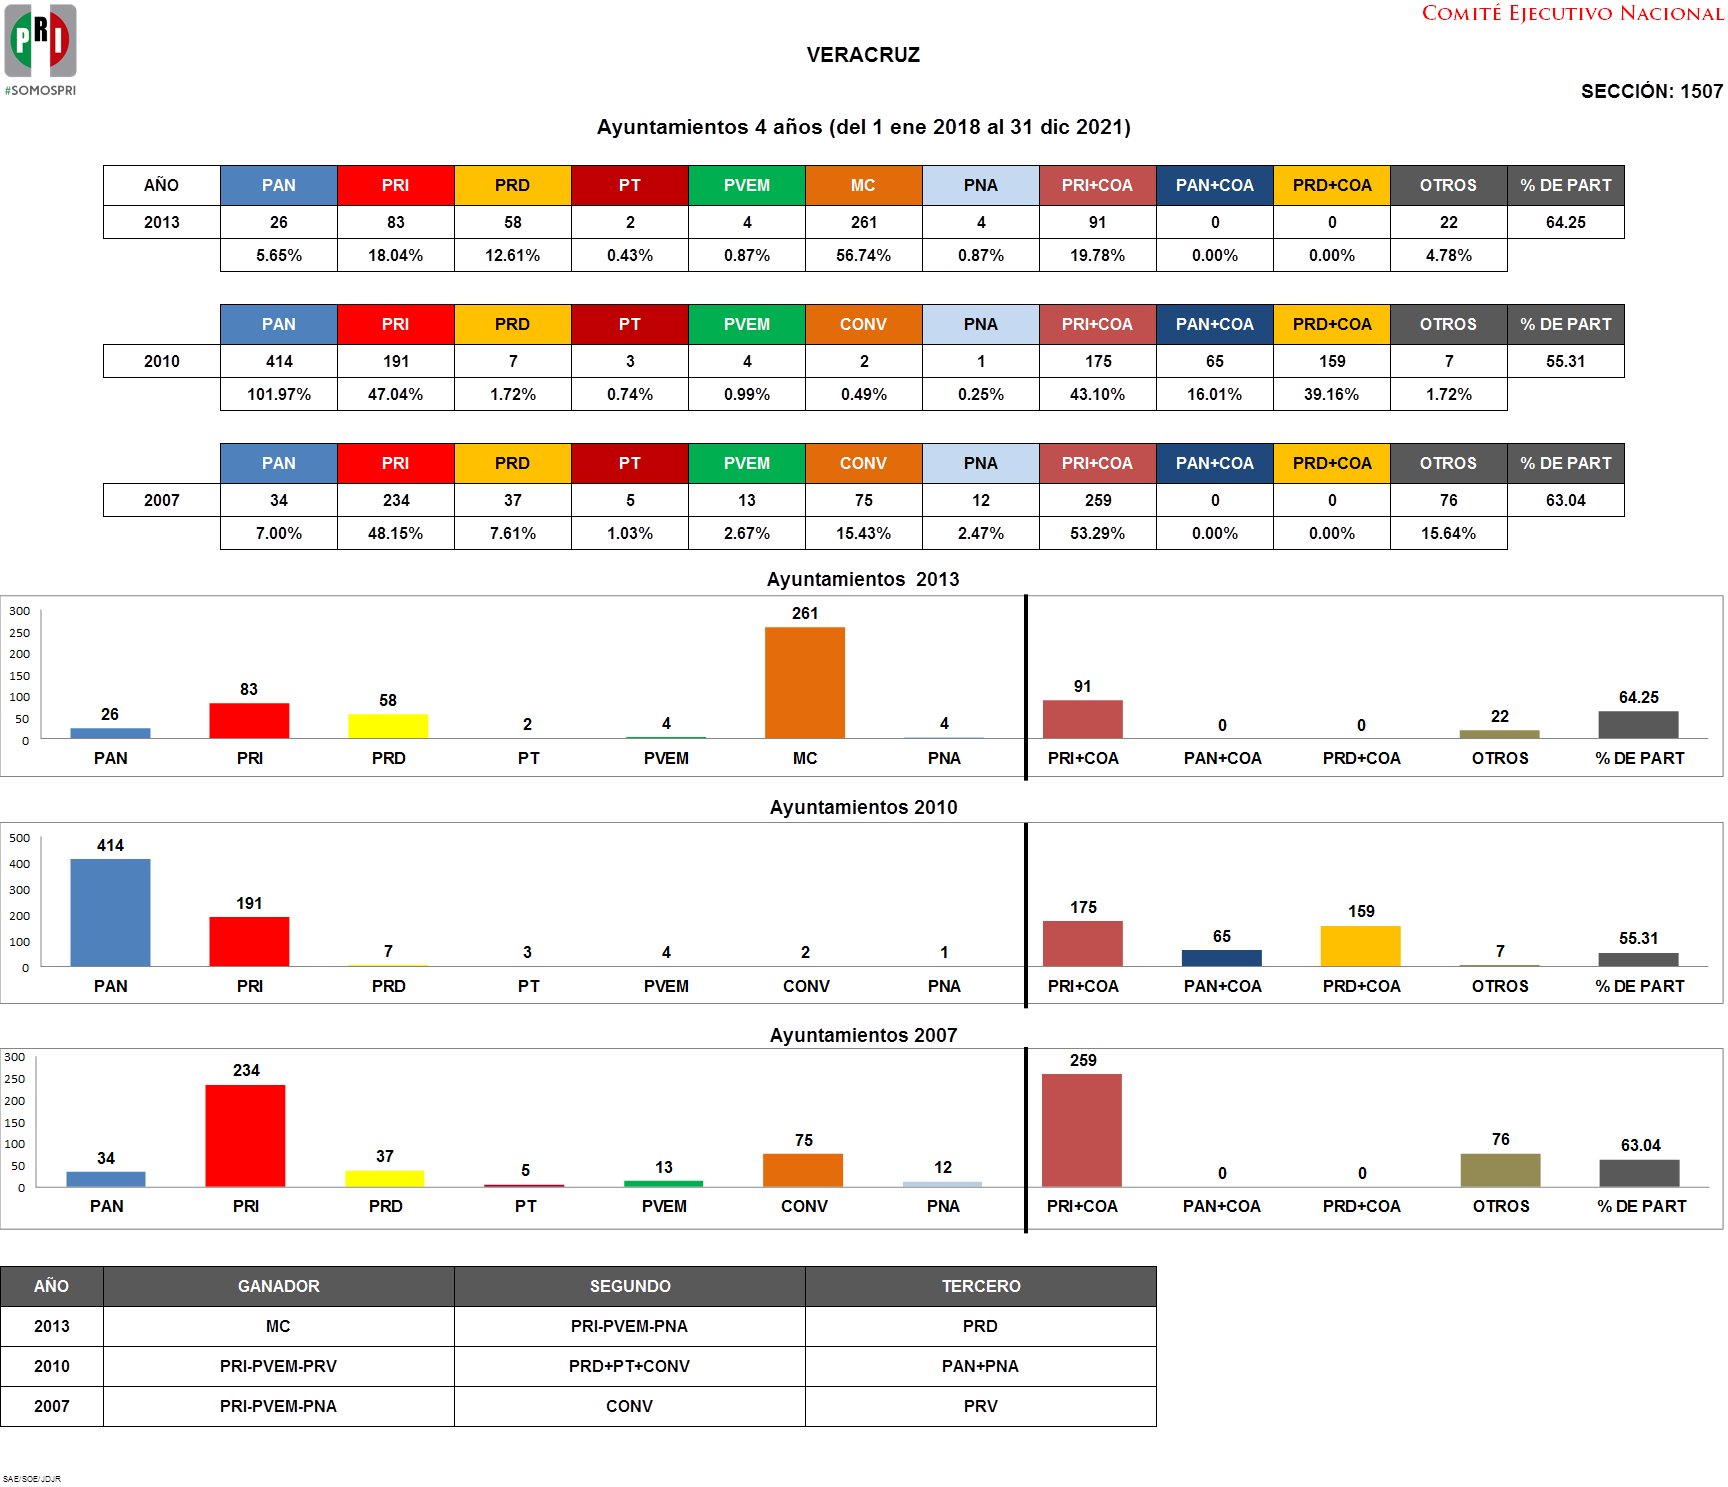 COMITÉ EJECUTIVO NACIONAL
PRI
#SOMOSPRI
VERACRUZ
SECCIÓN: 1507
Ayuntamientos 4 años (del 1 ene 2018 al 31 dic 2021)
AÑO PAN PRI PRD PT PVEM MC PNA PRI+COA PAN+COA PRD+COA OTROS % DE PART
2013 26 83 58 2 4 261 4 91 0 0 22 64.25
5.65% 18.04% 12.61% 0.43% 0.87% 56.74% 0.87% 19.78% 0.00% 0.00% 4.78%
PAN PRI PRD PT PVEM CONV PNA PRI+COA PAN+COA PRD+COA OTROS % DE PART
2010 414 191 7 3 4 2 1 175 65 159 7 55.31
101.97% 47.04% 1.72% 0.74% 0.99% 0.49% 0.25% 43.10% 16.01% 39.16% 1.72%
PAN PRI PRD PT PVEM CONV PNA PRI+COA PAN+COA PRD+COA OTROS % DE PART
2007 34 234 37 5 13 75 12 259 0 0 76 63.04
7.00% 48.15% 7.61% 1.03% 2.67% 15.43% 2.47% 53.29% 0.00% 0.00% 15.64%
Ayuntamientos 2013
300
250
200
150
100
50
0
26 83 58 2 4 261 4 91 0 0 22 64.25
PAN PRI PRD PT PVEM MC PNA PRI+COA PAN+COA PRD+COA OTROS % DE PART
Ayuntamientos 2010
500
400
300
200
100
0
414 191 7 3 4 2 1 175 65 159 7 55.31
PAN PRI PRD PT PVEM CONV PNA PRI+COA PAN+COA PRD+COA OTROS % DE PART
Ayuntamientos 2007
300
250
200
150
100
50
0
34 234 37 5 13 75 12 259 0 0 76 63.04
PAN PRI PRD PT PVEM CONV PNA PRI+COA PAN+COA PRD+COA OTROS % DE PART
AÑO GANADOR SEGUNDO TERCERO
2013 MC PRI-PVEM-PNA PRD
2010 PRI-PVEM-PRV PRD+PT+CONV PAN+PNA
2007 PRI-PVEM-PNA CONV PRV
SAE/SOE/JDJR